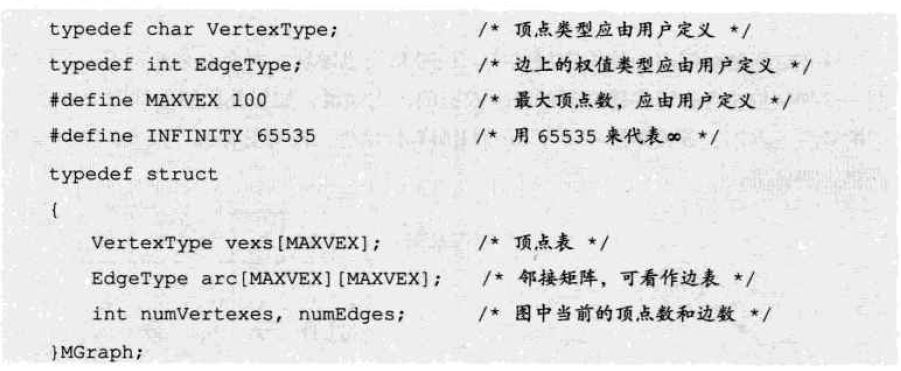 typedef char VertexType; /* 顶点类型应由用户定义 */
typedef int EdgeType; /* 边上的权值类型应由用户定义 */
#define MAXVEX 100 /* 最大顶点数，应由用户定义 */
#define INFINITY 65535 /* 用 65535 来代表∞ */
typedef struct
{
VertexType vexs[MAXVEX]; /* 顶点表 */
EdgeType arc[MAXVEX][MAXVEX]; /* 邻接矩阵，可看作边表 */
int numVertexes, numEdges; /* 图中当前的顶点数和边数 */
}MGraph;